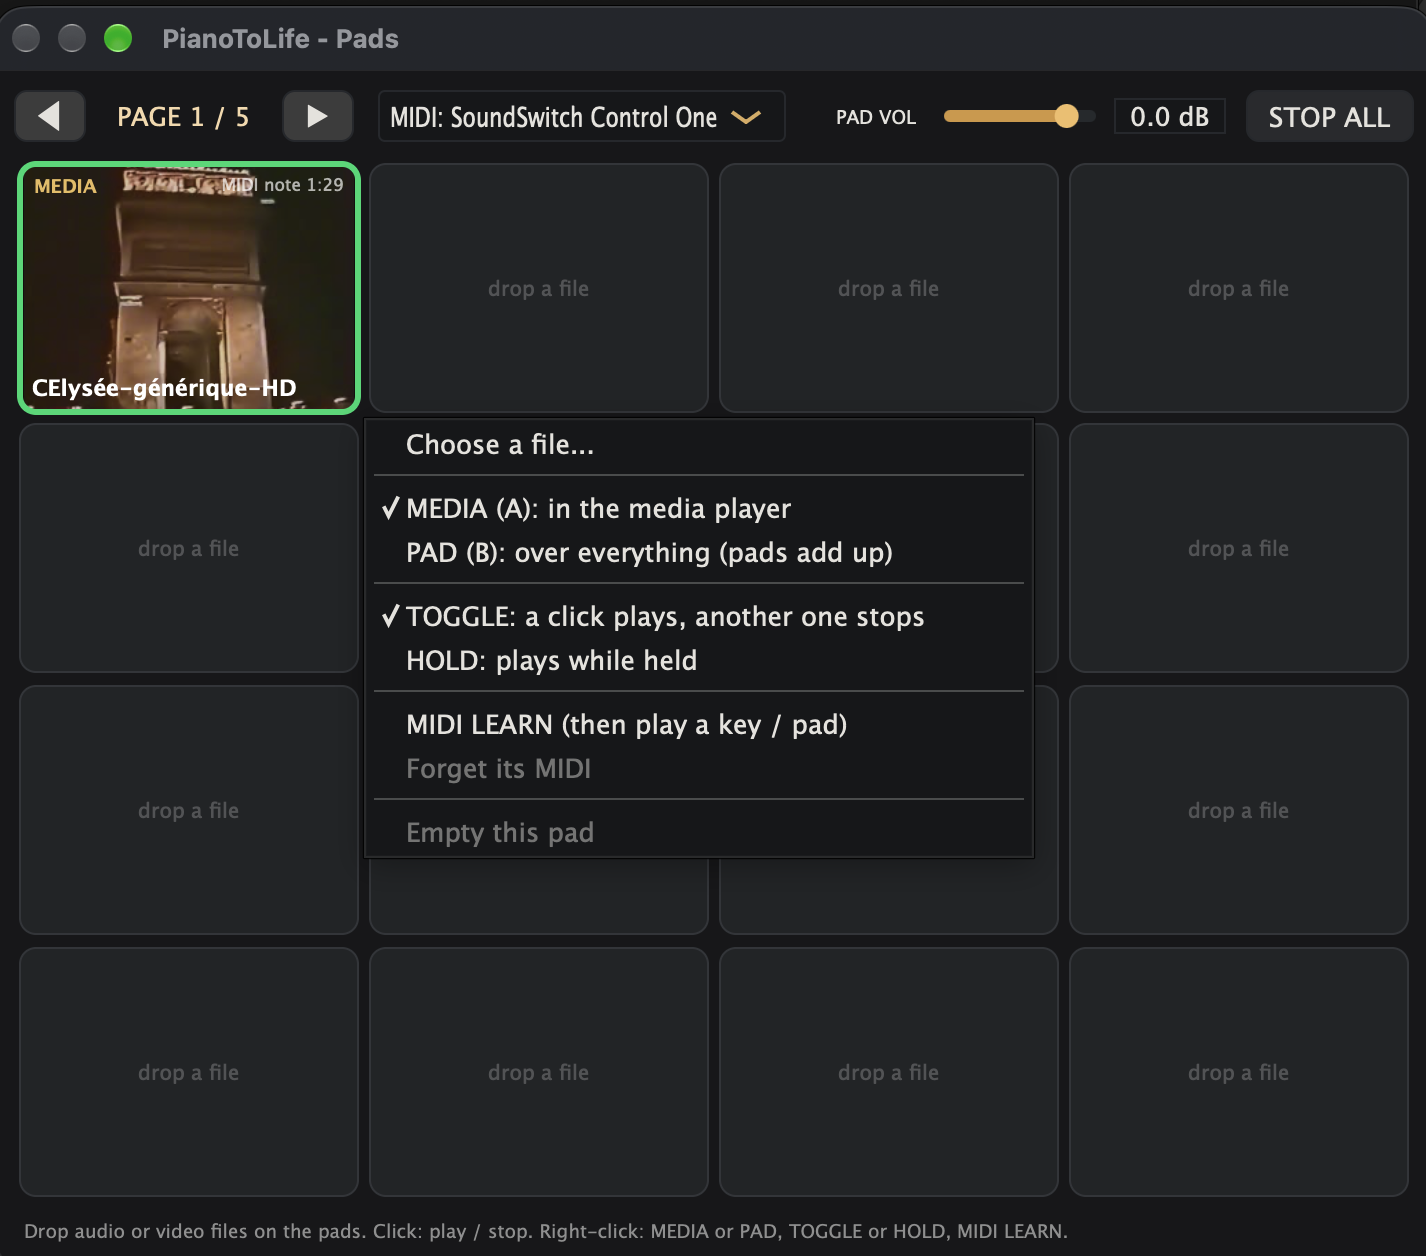 PianoToLife - Pads
PAGE 1 / 5
MIDI: SoundSwitch Control One
PAD VOL
0.0 dB
STOP ALL
MEDIA
MIDI note 1:29
CElysée-générique-HD
drop a file
drop a file
drop a file
Choose a file...
✓ MEDIA (A): in the media player
PAD (B): over everything (pads add up)
✓ TOGGLE: a click plays, another one stops
HOLD: plays while held
MIDI LEARN (then play a key / pad)
Forget its MIDI
Empty this pad
drop a file
drop a file
drop a file
drop a file
drop a file
drop a file
drop a file
drop a file
Drop audio or video files on the pads. Click: play / stop. Right-click: MEDIA or PAD, TOGGLE or HOLD, MIDI LEARN.